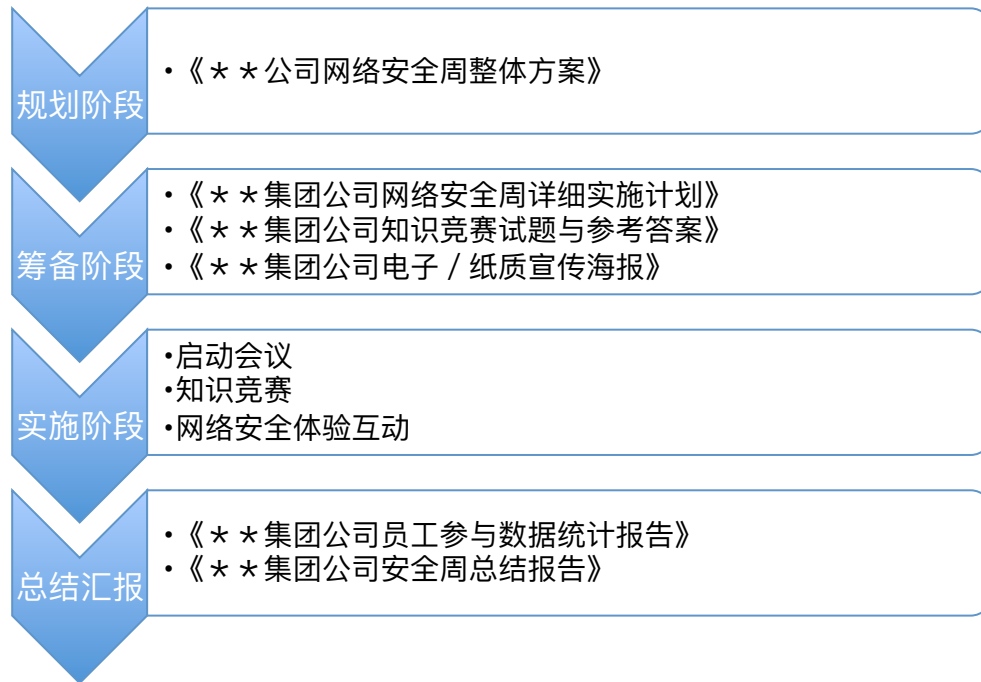 规划阶段
·《＊＊公司网络安全周整体方案》
筹备阶段
·《＊＊集团公司网络安全周详细实施计划》
·《＊＊集团公司知识竞赛试题与参考答案》
·《＊＊集团公司电子／纸质宣传海报》
实施阶段
·启动会议
·知识竞赛
·网络安全体验互动
总结汇报
·《＊＊集团公司员工参与数据统计报告》
·《＊＊集团公司安全周总结报告》